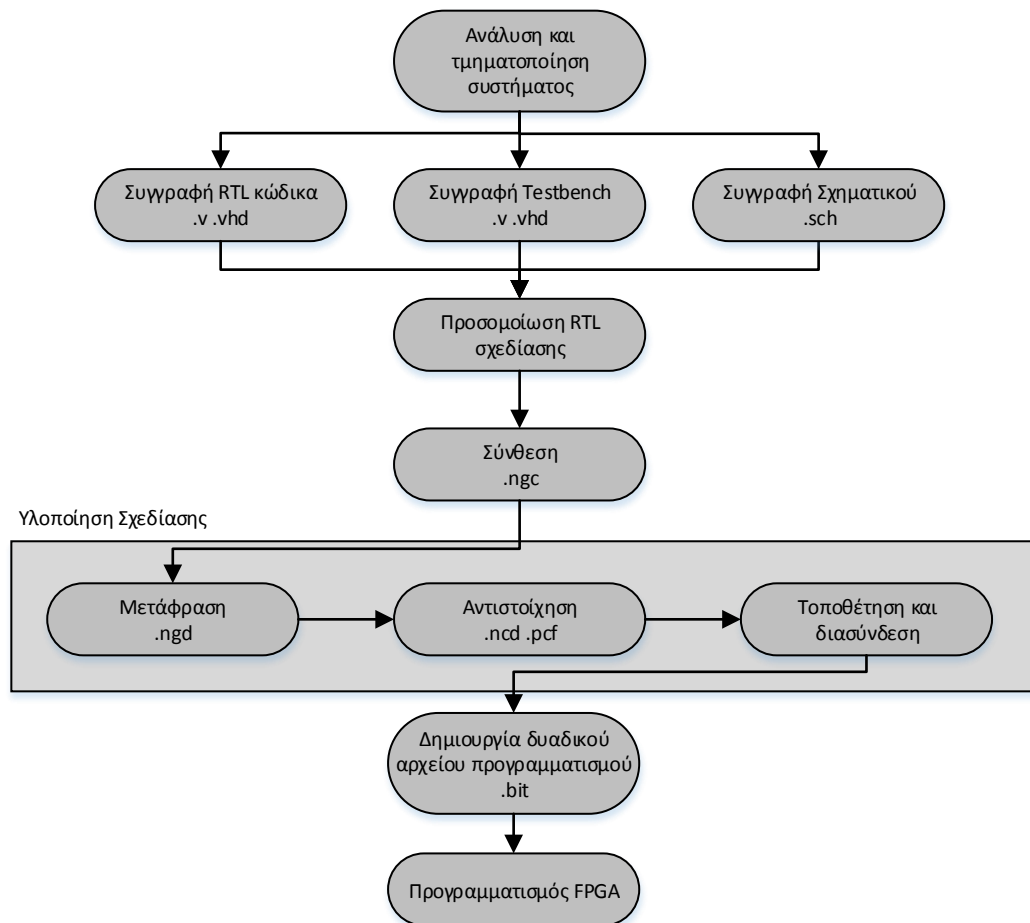 Ανάλυση και
τμηματοποίηση
συστήματος
Συγγραφή RTL κώδικα
.v .vhd
Συγγραφή Testbench
.v .vhd
Συγγραφή Σχηματικού
.sch
Προσομοίωση RTL
σχεδίασης
Σύνθεση
.ngc
Υλοποίηση Σχεδίασης
Μετάφραση
.ngd
Αντιστοίχηση
.ncd .pcf
Τοποθέτηση και
διασύνδεση
Δημιουργία δυαδικού
αρχείου προγραμματισμού
.bit
Προγραμματισμός FPGA